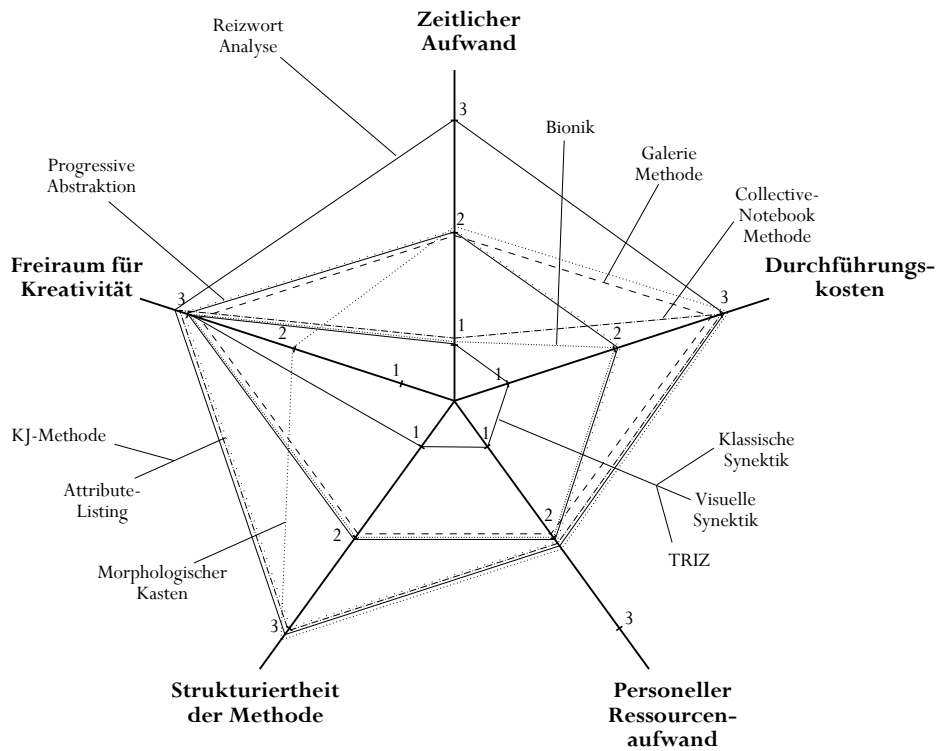 Reizwort
Analyse
Zeitlicher
Aufwand
3
Bionik
Galerie
Methode
Progressive
Abstraktion
Collective-
Notebook
Methode
2
Freiraum für
Kreativität
Durchführungs-
kosten
3
3
2
1
2
1
1
KJ-Methode
1
1
Klassische
Synektik
Attribute-
Listing
Visuelle
Synektik
2
2
TRIZ
Morphologischer
Kasten
3
3
Strukturiertheit
der Methode
Personeller
Ressourcen-
aufwand